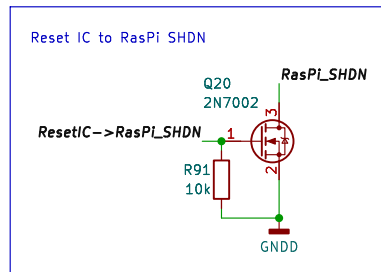 Reset IC to RasPi SHDN
RasPi_SHDN
Q20
2N7002
3
ResetIC->RasPi_SHDN
1
2
R91
10k
GNDD